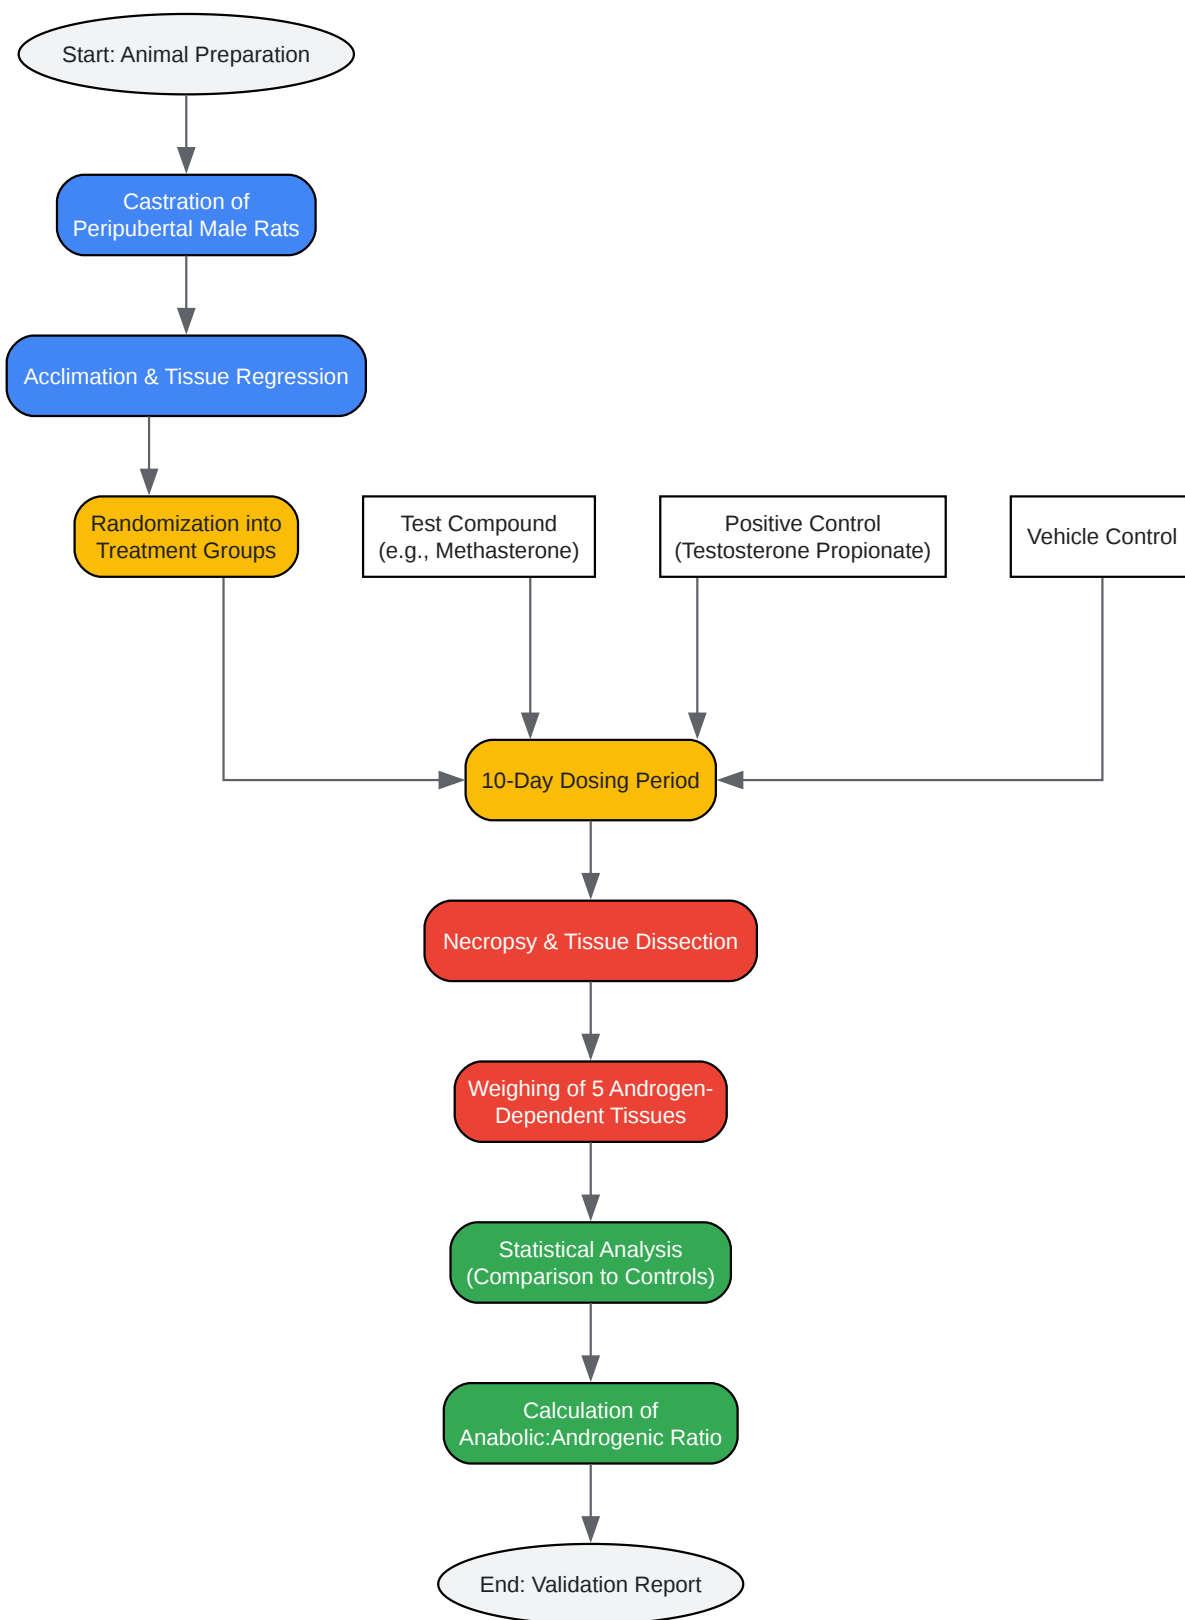 Start: Animal Preparation
Castration of
Peripubertal Male Rats
Acclimation & Tissue Regression
Randomization into
Treatment Groups
Test Compound
(e.g., Methasterone)
Positive Control
(Testosterone Propionate)
Vehicle Control
10-Day Dosing Period
Necropsy & Tissue Dissection
Weighing of 5 Androgen-
Dependent Tissues
Statistical Analysis
(Comparison to Controls)
Calculation of
Anabolic:Androgenic Ratio
End: Validation Report